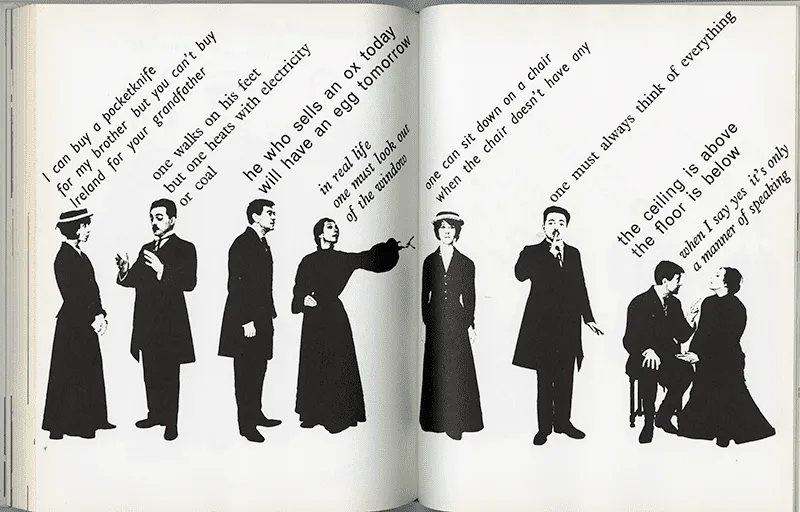 I can buy a pocketknife
for my brother but you can't buy
Ireland for your grandfather
one walks on his feet
but one heats with electricity
or coal
he who sells an ox today
will have an egg tomorrow
in real life
one must look out
of the window
one can sit down on a chair
when the chair doesn't have any
one must always think of everything
the ceiling is above
the floor is below
when I say yes it's only
a manner of speaking